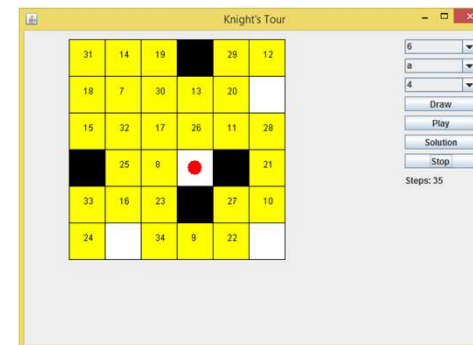 Knight's Tour
31 14 19 29 12
18 7 30 13 20
15 32 17 26 11 28
25 8 21
33 16 23 27 10
24 34 9 22
6
a
4
Draw
Play
Solution
Stop
Steps: 35